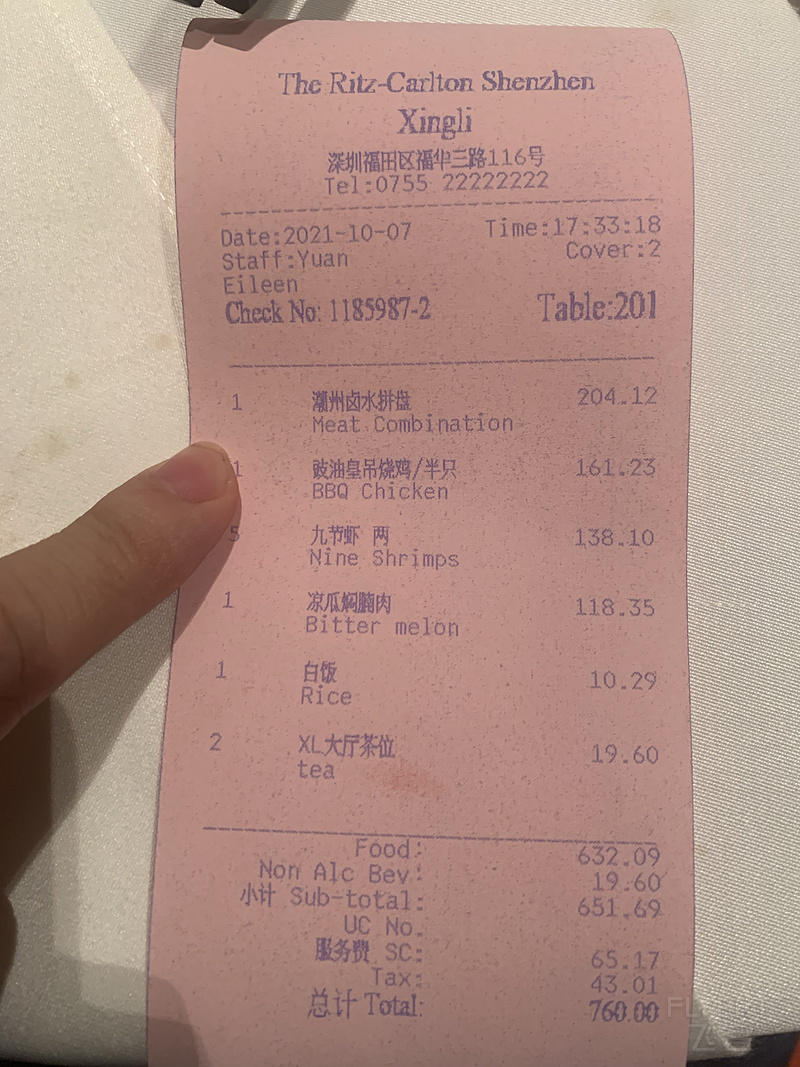 The Ritz-Carlton Shenzhen
Xingli
深圳福田区福华三路116号
Tel:0755 22222222
Date:2021-10-07 Time:17:33:18
Staff:Yuan Cover:2
Eileen
Check No: 1185987-2 Table:201
1 潮州卤水拼盘 204.12
Meat Combination
1 豉油皇吊烧鸡/半只 161.23
BBQ Chicken
5 九节虾 两 138.10
Nine Shrimps
1 凉瓜焖腩肉 118.35
Bitter melon
1 白饭 10.29
Rice
2 XL大厅茶位 19.60
tea
Food: 632.09
Non Alc Bev: 19.60
小计 Sub-total: 651.69
UC No.
服务费 SC: 65.17
Tax: 43.01
总计 Total: 760.00